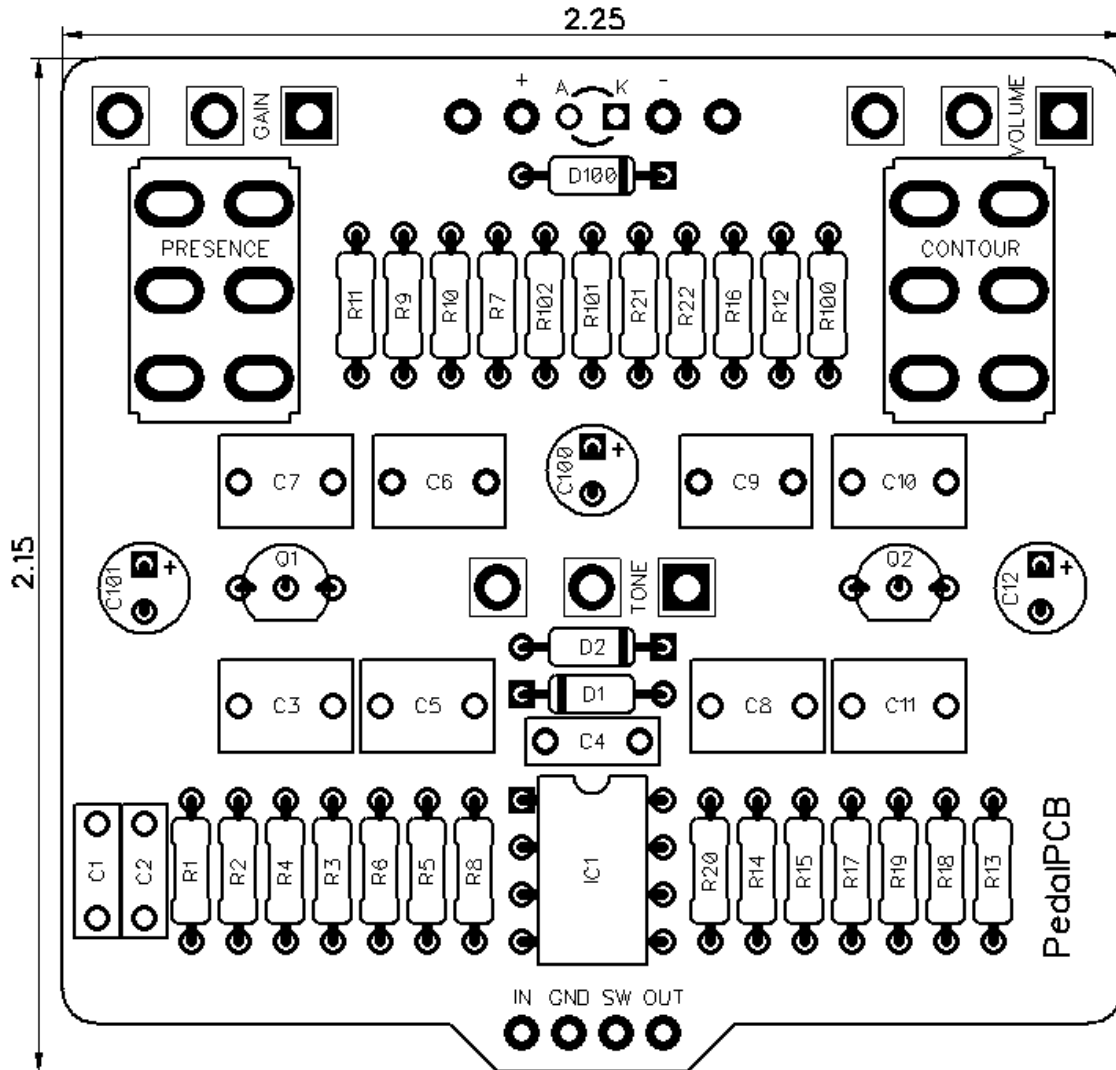 2.25
+ A K -
GAIN
VOLUME
D100
PRESENCE
CONTOUR
R11 R9 R10 R7 R102 R101 R21 R22 R16 R12 R100
C7 C6 C100 + C9 C10
2.15
C101 + Q1 TONE Q2 C12 +
D2
D1
C3 C5 C8 C11
C4
C1 C2 R1 R2 R4 R3 R6 R5 R8 IC1 R20 R14 R15 R17 R19 R18 R13
PedalPCB
IN GND SW OUT